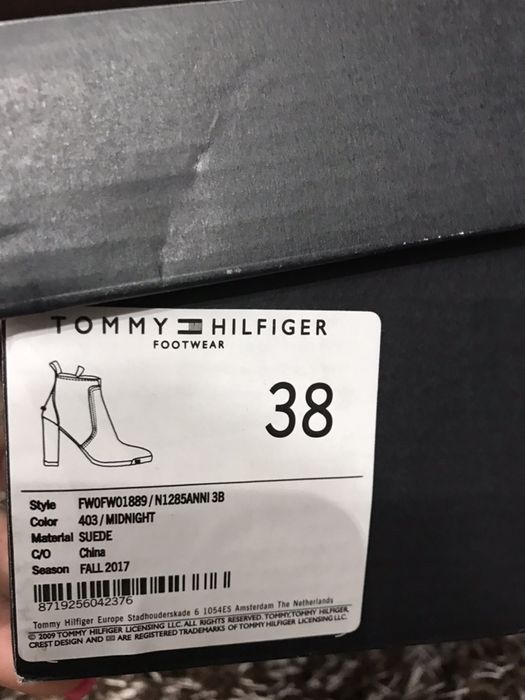 TOMMY HILFIGER
FOOTWEAR
38
Style FW0FW01889/N1285ANNI 3B
Color 403/MIDNIGHT
Material SUEDE
C/O China
Season FALL 2017
8719256042376
Tommy Hilfiger Europe Stadhouderskade 6 1054ES Amsterdam The Netherlands
© 2009 TOMMY HILFIGER LICENSING LLC. ALL RIGHTS RESERVED. TOMMY, TOMMY HILFIGER,
CREST DESIGN AND ARE REGISTERED TRADEMARKS OF TOMMY HILFIGER LICENSING LLC.